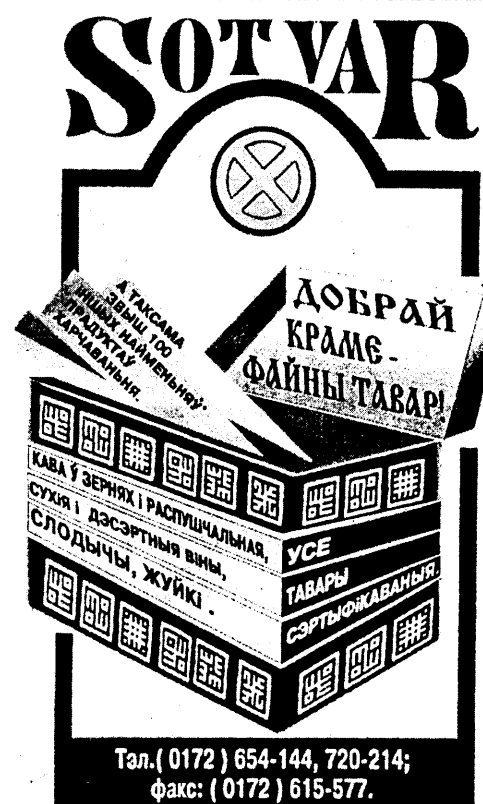 SOTVAR
А ТАКСАМА
ЗВЫШ 100
ІНШЫХ НАЙМЕНЬНЯЎ
ПРАДУКТАЎ
ХАРЧАВАНЬНЯ.
ДОБРАЙ
КРАМЕ -
ФАЙНЫ ТАВАР!
КАВА Ў ЗЕРНЯХ І РАСПУШЧАЛЬНАЯ,
СУХІЯ І ДЭСЭРТНЫЯ ВІНЫ,
СЛОДЫЧЫ, ЖУЙКІ .
УСЕ
ТАВАРЫ
СЭРТЫФІКАВАНЫЯ.
Тэл.( 0172 ) 654-144, 720-214;
факс: ( 0172 ) 615-577.